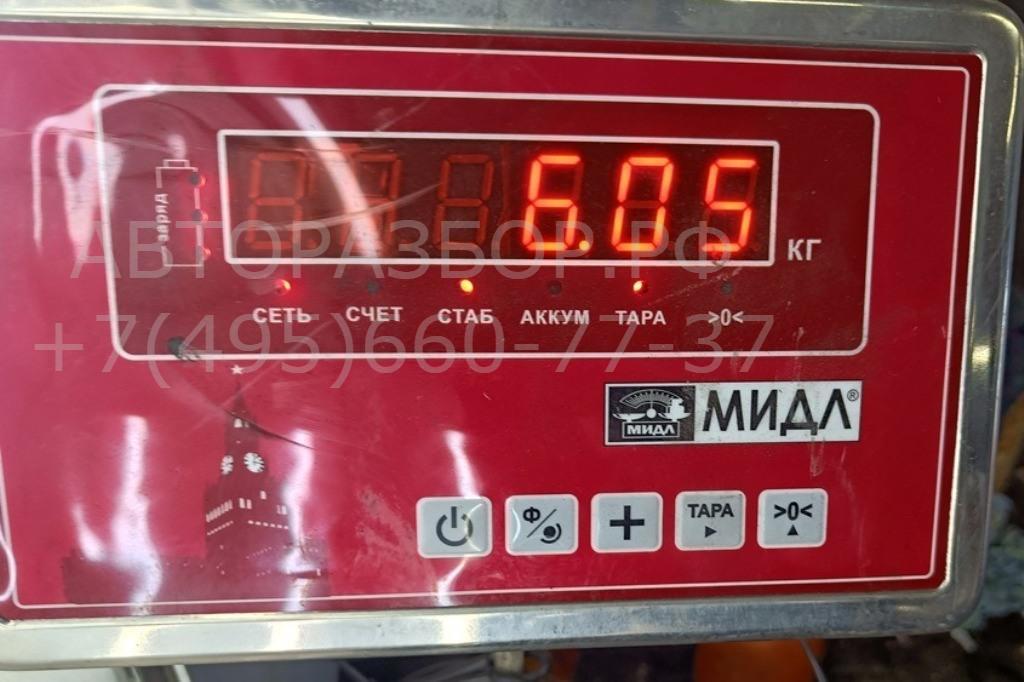 заряд
6.05
КГ
АВТОРАЗБОР.РФ
СЕТЬ СЧЕТ СТАБ АККУМ ТАРА >0<
+7(495)660-77-37
МИДЛ МИДЛ®
Ф ТАРА >0<